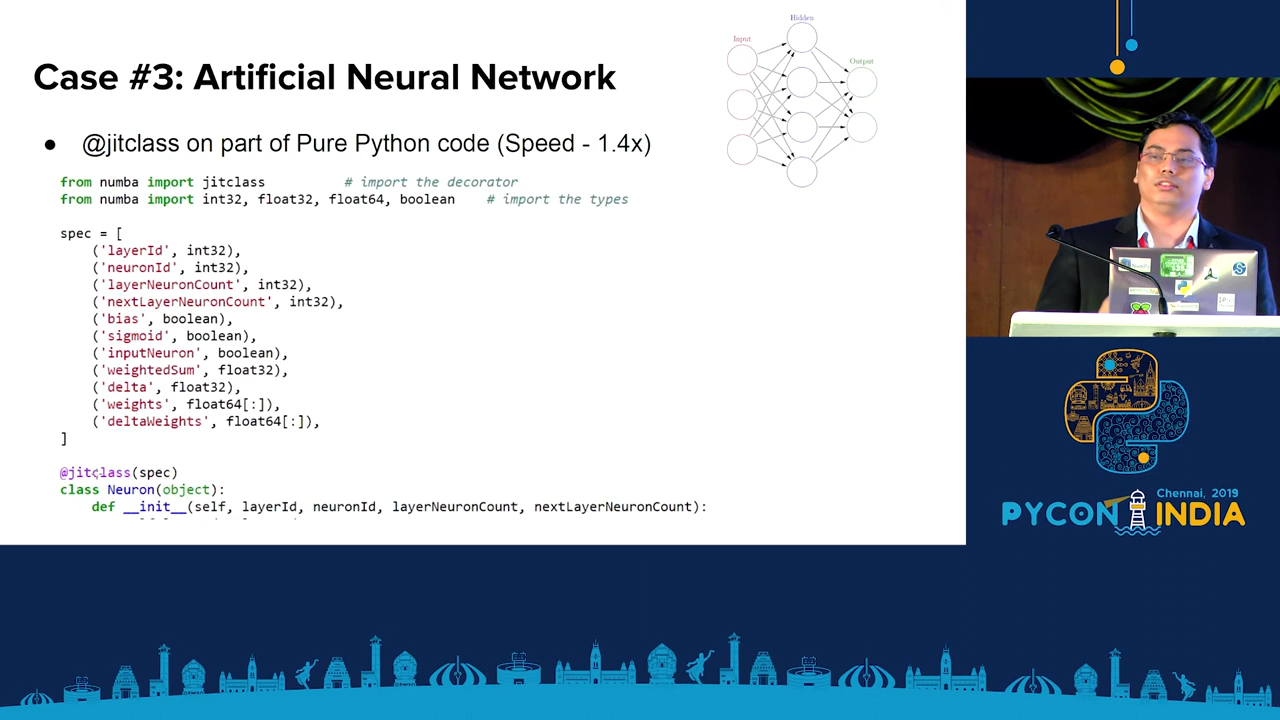 Case #3: Artificial Neural Network
Hidden
Input
Output
● @jitclass on part of Pure Python code (Speed - 1.4x)
from numba import jitclass # import the decorator
from numba import int32, float32, float64, boolean # import the types
spec = [
('layerId', int32),
('neuronId', int32),
('layerNeuronCount', int32),
('nextLayerNeuronCount', int32),
('bias', boolean),
('sigmoid', boolean),
('inputNeuron', boolean),
('weightedSum', float32),
('delta', float32),
('weights', float64[:]),
('deltaWeights', float64[:]),
]
@jitclass(spec)
class Neuron(object):
def __init__(self, layerId, neuronId, layerNeuronCount, nextLayerNeuronCount):
Chennai, 2019
PYCON INDIA